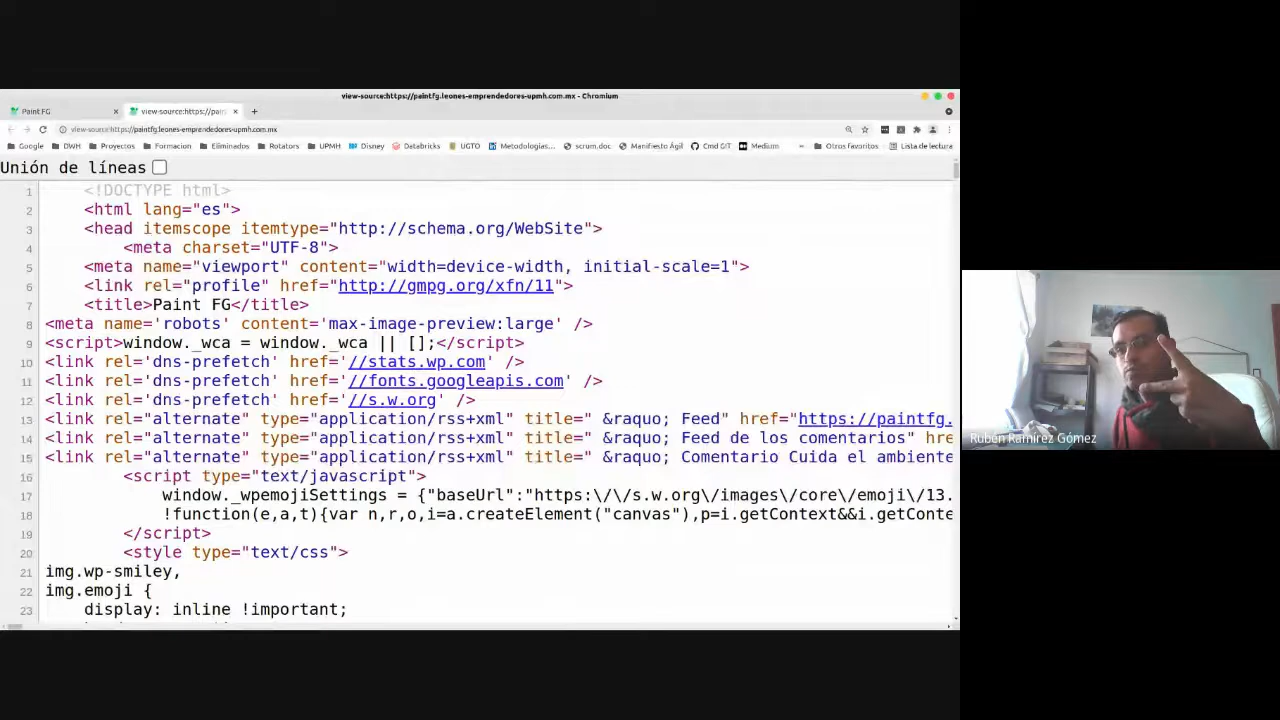 view-source:https://paintfg.leones-emprendedores-upmh.com.mx - Chromium
Paint FG
view-source:https://pain
view-source:https://paintfg.leones-emprendedores-upmh.com.mx
Google DWH Proyectos Formacion Eliminados Rotators UPMH Disney Databricks UGTO Metodologías... scrum.doc Manifiesto Ágil Cmd GIT Medium » Otros favoritos Lista de lectura
Unión de líneas
1 <!DOCTYPE html>
2 <html lang="es">
3 <head itemscope itemtype="http://schema.org/WebSite">
4 <meta charset="UTF-8">
5 <meta name="viewport" content="width=device-width, initial-scale=1">
6 <link rel="profile" href="http://gmpg.org/xfn/11">
7 <title>Paint FG</title>
8 <meta name='robots' content='max-image-preview:large' />
9 <script>window._wca = window._wca || [];</script>
10 <link rel='dns-prefetch' href='//stats.wp.com' />
11 <link rel='dns-prefetch' href='//fonts.googleapis.com' />
12 <link rel='dns-prefetch' href='//s.w.org' />
13 <link rel="alternate" type="application/rss+xml" title=" &raquo; Feed" href="https://paintfg.
14 <link rel="alternate" type="application/rss+xml" title=" &raquo; Feed de los comentarios" hre
15 <link rel="alternate" type="application/rss+xml" title=" &raquo; Comentario Cuida el ambiente
16 <script type="text/javascript">
17 window._wpemojiSettings = {"baseUrl":"https:\/\/s.w.org\/images\/core\/emoji\/13.
18 !function(e,a,t){var n,r,o,i=a.createElement("canvas"),p=i.getContext&&i.getConte
19 </script>
20 <style type="text/css">
21 img.wp-smiley,
22 img.emoji {
23 display: inline !important;
Rubén Ramírez Gómez